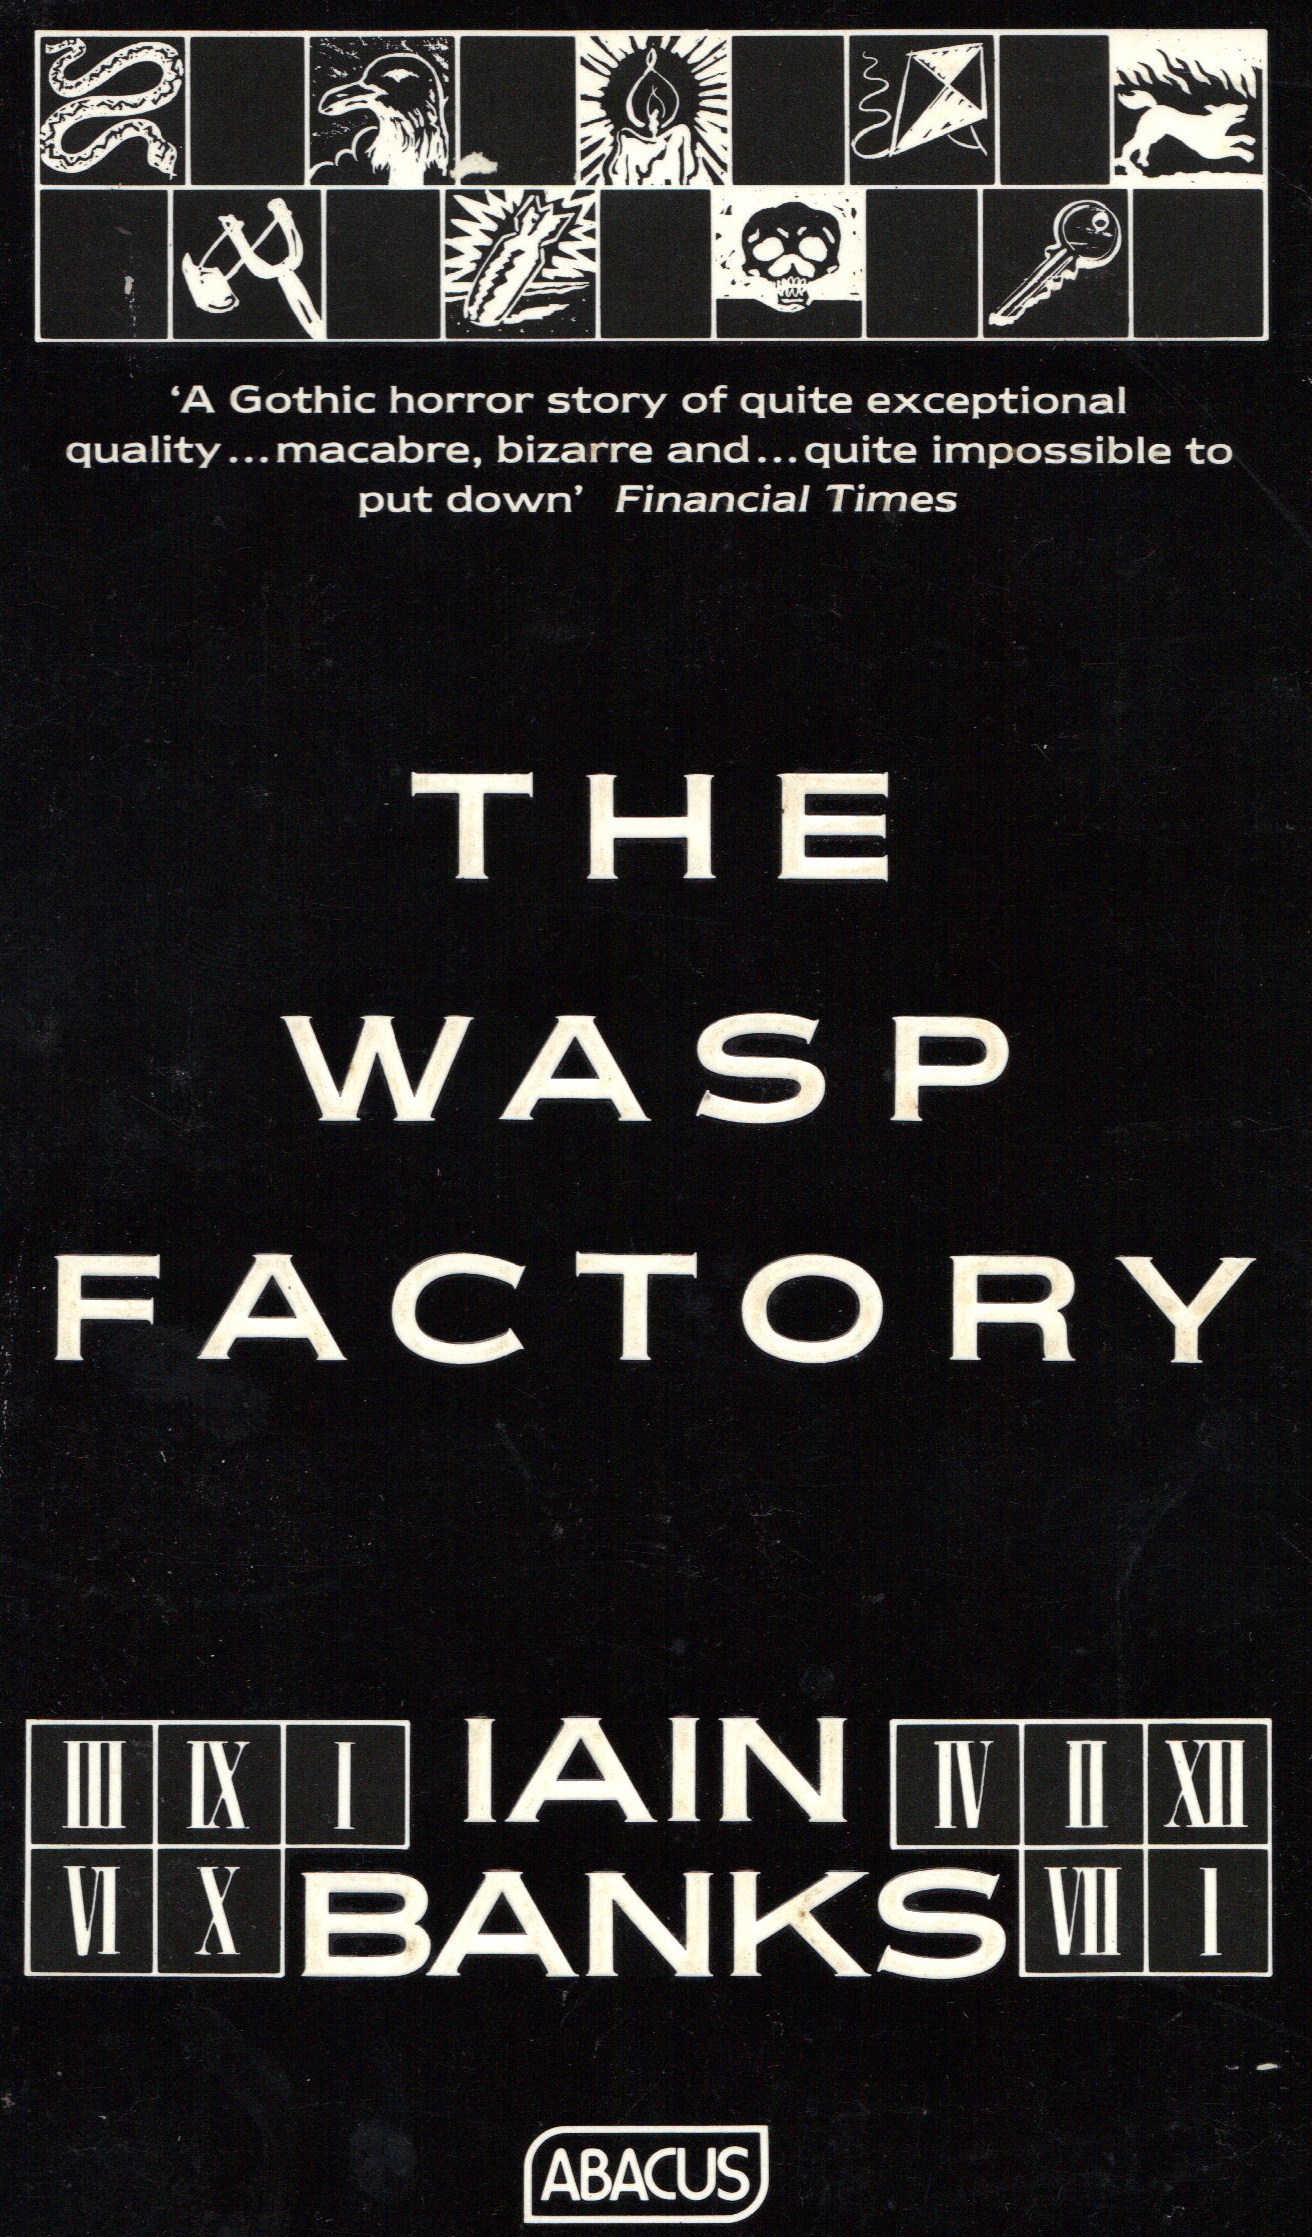 ‘A Gothic horror story of quite exceptional
quality...macabre, bizarre and...quite impossible to
put down’ Financial Times
THE
WASP
FACTORY
III IX I IAIN IV II XII
VI X BANKS VII I
ABACUS